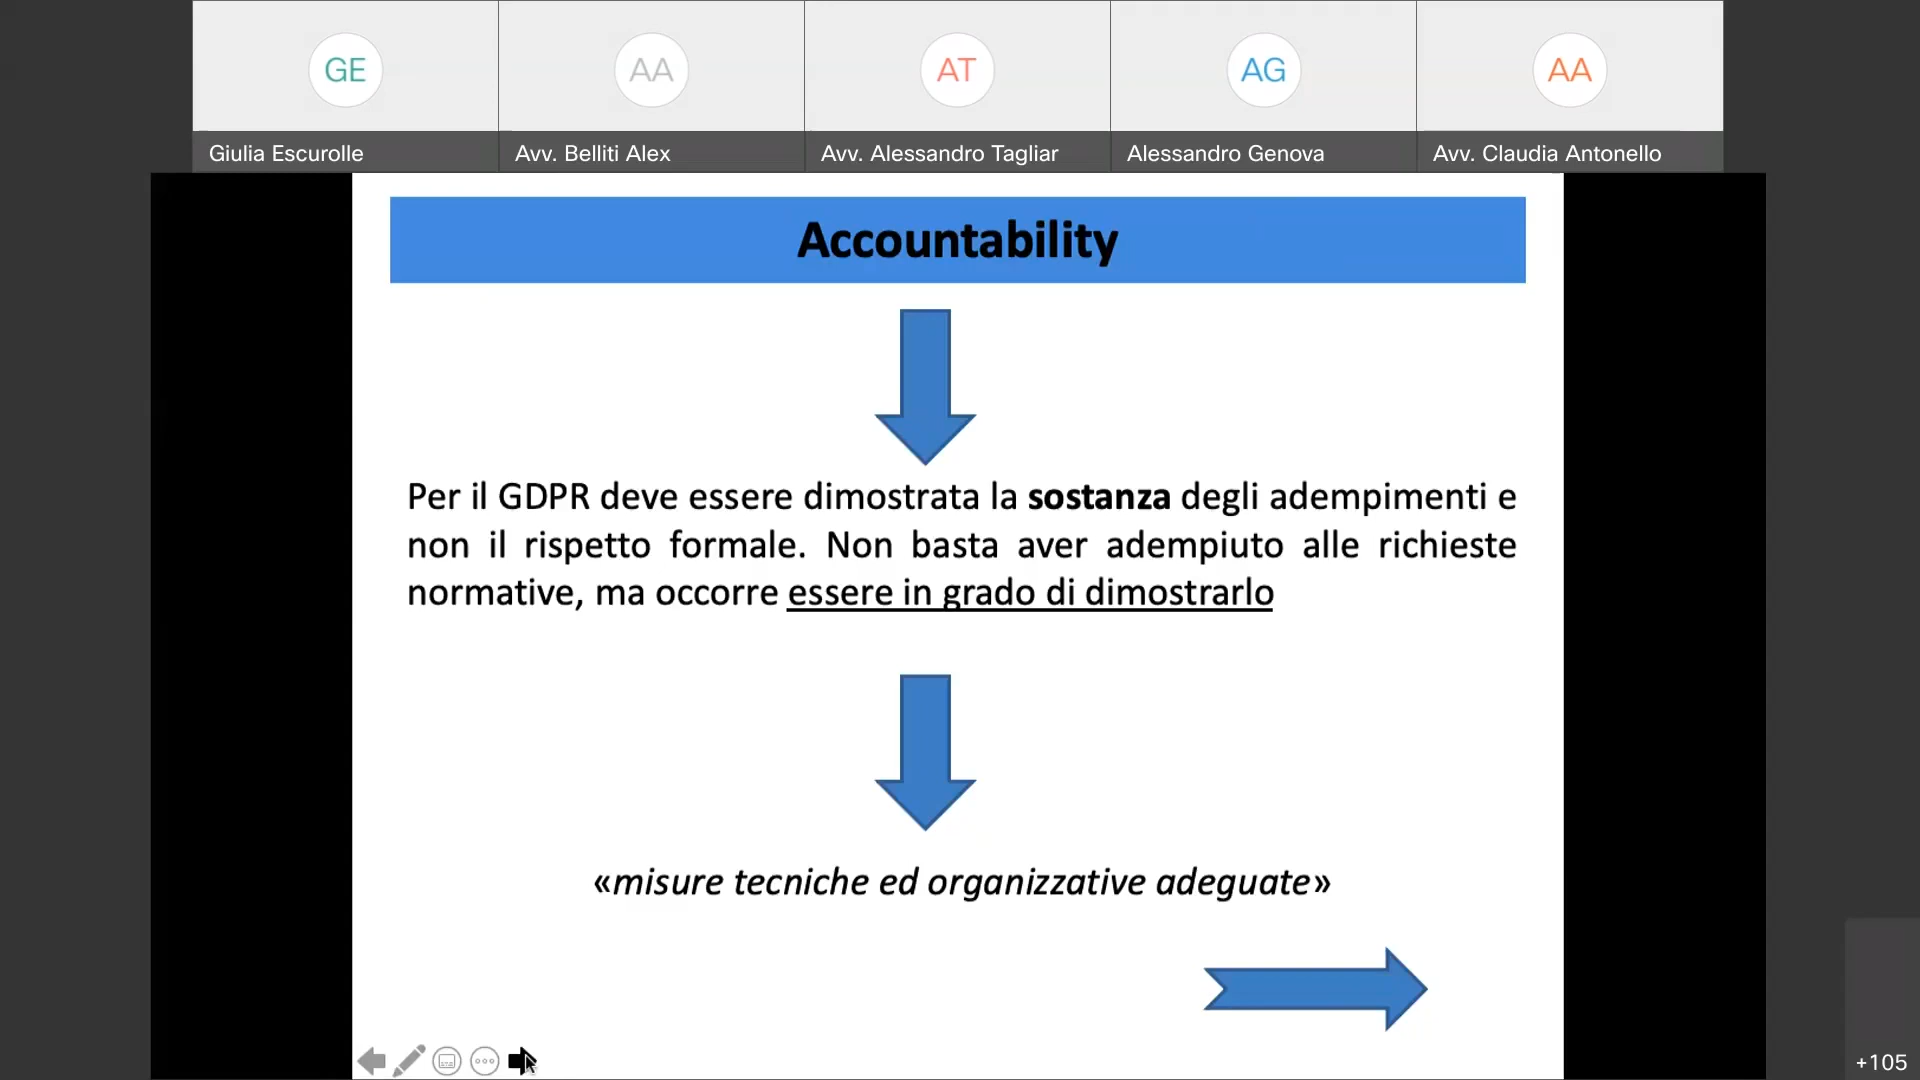 GE
AA
AT
AG
AA
Giulia Escurolle
Avv. Belliti Alex
Avv. Alessandro Tagliar
Alessandro Genova
Avv. Claudia Antonello
Accountability
Per il GDPR deve essere dimostrata la sostanza degli adempimenti e
non il rispetto formale. Non basta aver adempiuto alle richieste
normative, ma occorre essere in grado di dimostrarlo
«misure tecniche ed organizzative adeguate»
+105